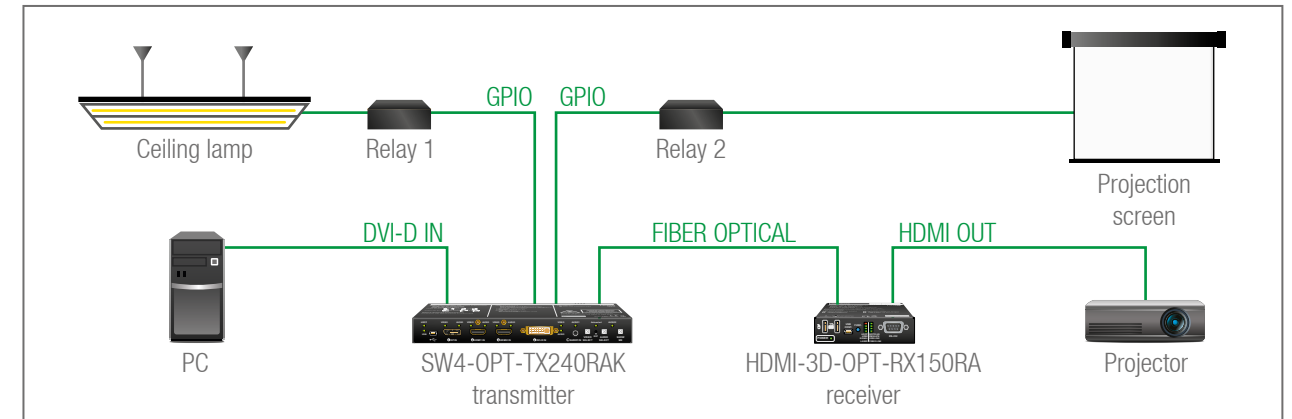 GPIO GPIO
Ceiling lamp
Relay 1
Relay 2
Projection
screen
DVI-D IN
FIBER OPTICAL
HDMI OUT
PC
SW4-OPT-TX240RAK
transmitter
HDMI-3D-OPT-RX150RA
receiver
Projector